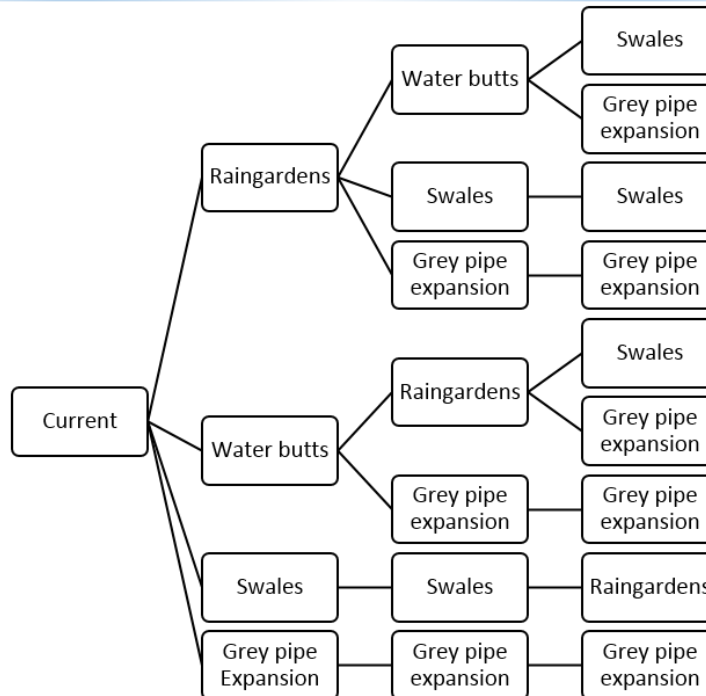 Swales
Water butts
Grey pipe
expansion
Raingardens
Swales
Swales
Grey pipe
expansion
Grey pipe
expansion
Swales
Raingardens
Current
Grey pipe
expansion
Water butts
Grey pipe
expansion
Grey pipe
expansion
Swales
Swales
Raingardens
Grey pipe
Expansion
Grey pipe
expansion
Grey pipe
expansion